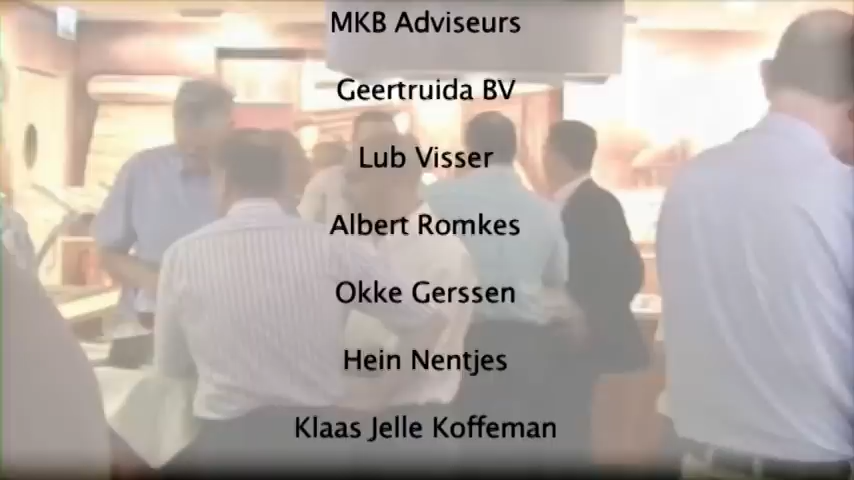 MKB Adviseurs
Geertruida BV
Lub Visser
Albert Romkes
Okke Gerssen
Hein Nentjes
Klaas Jelle Koffeman